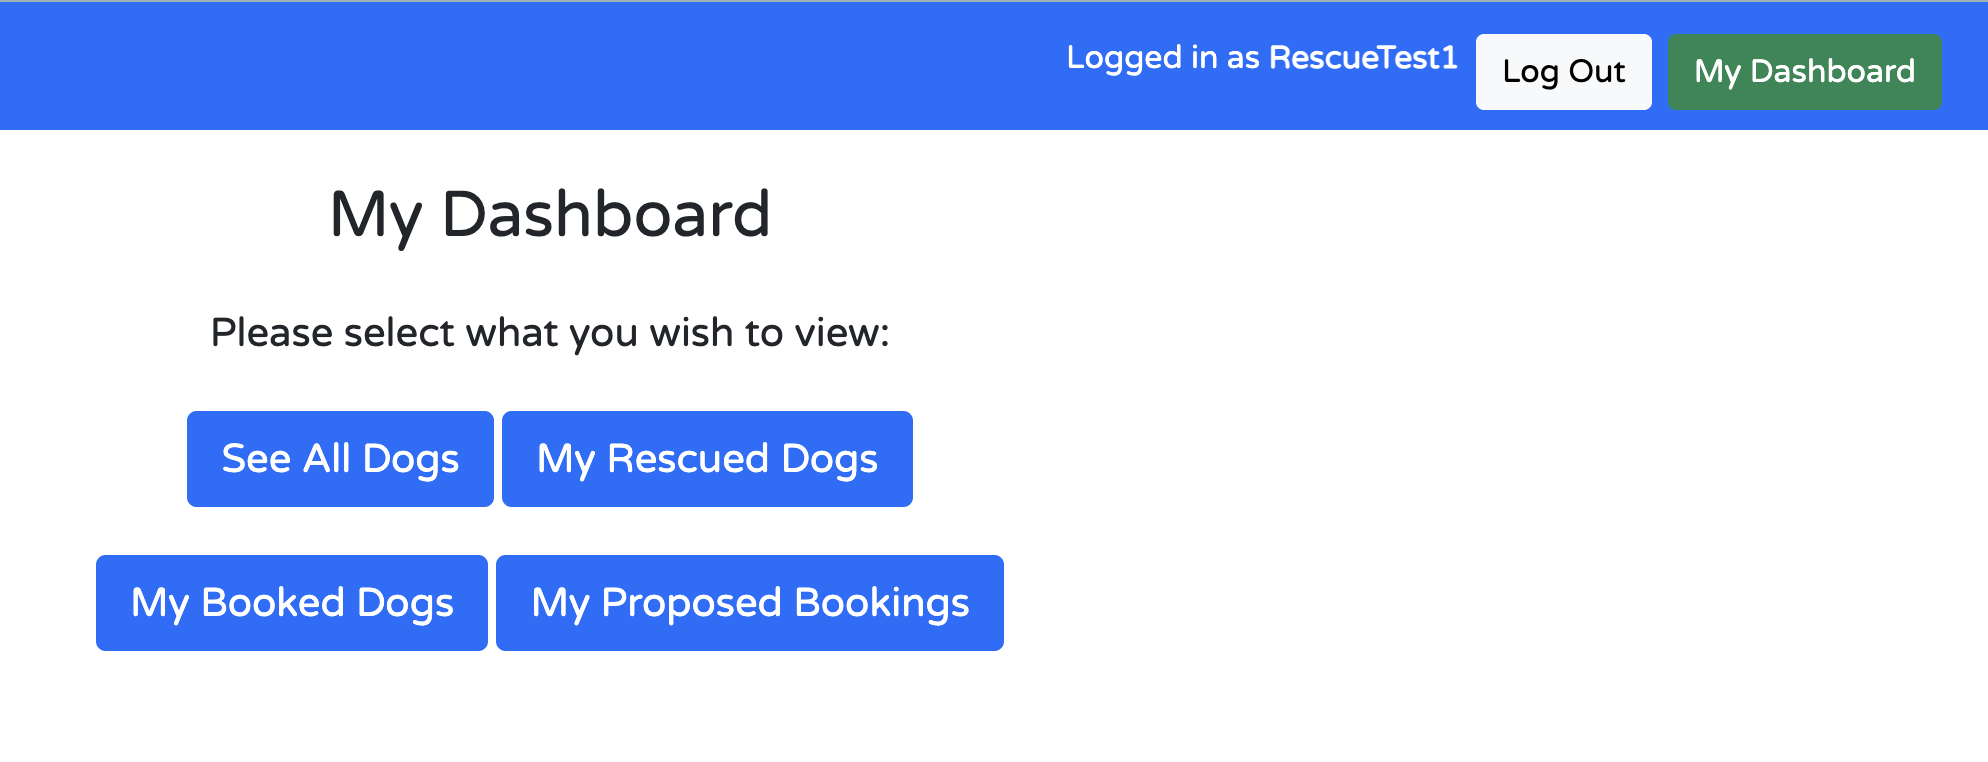 Logged in as RescueTest1 Log Out My Dashboard
My Dashboard
Please select what you wish to view:
See All Dogs My Rescued Dogs
My Booked Dogs My Proposed Bookings